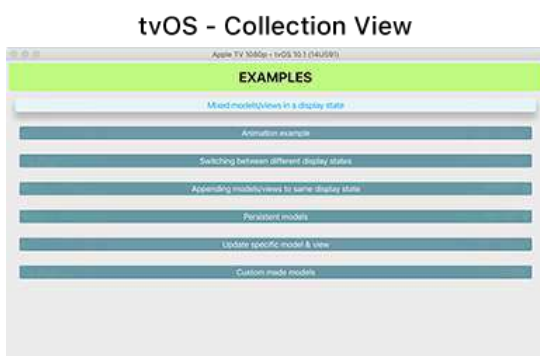 tvOS - Collection View
Apple TV 1080p - tvOS 10.1 (14U591)
EXAMPLES
Mixed models/views in a display state
Animation example
Switching between different display states
Appending models/views to same display state
Persistent models
Update specific model & view
Custom made models